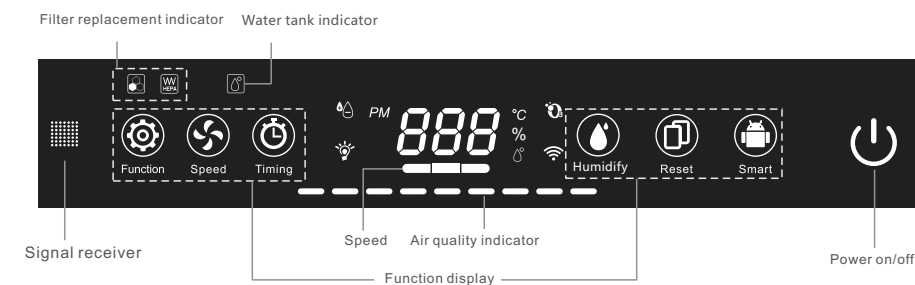 Filter replacement indicator
Water tank indicator
HEPA
PM
888
°C
%
Function
Speed
Timing
Humidify
Reset
Smart
Speed
Air quality indicator
Signal receiver
Power on/off
Function display